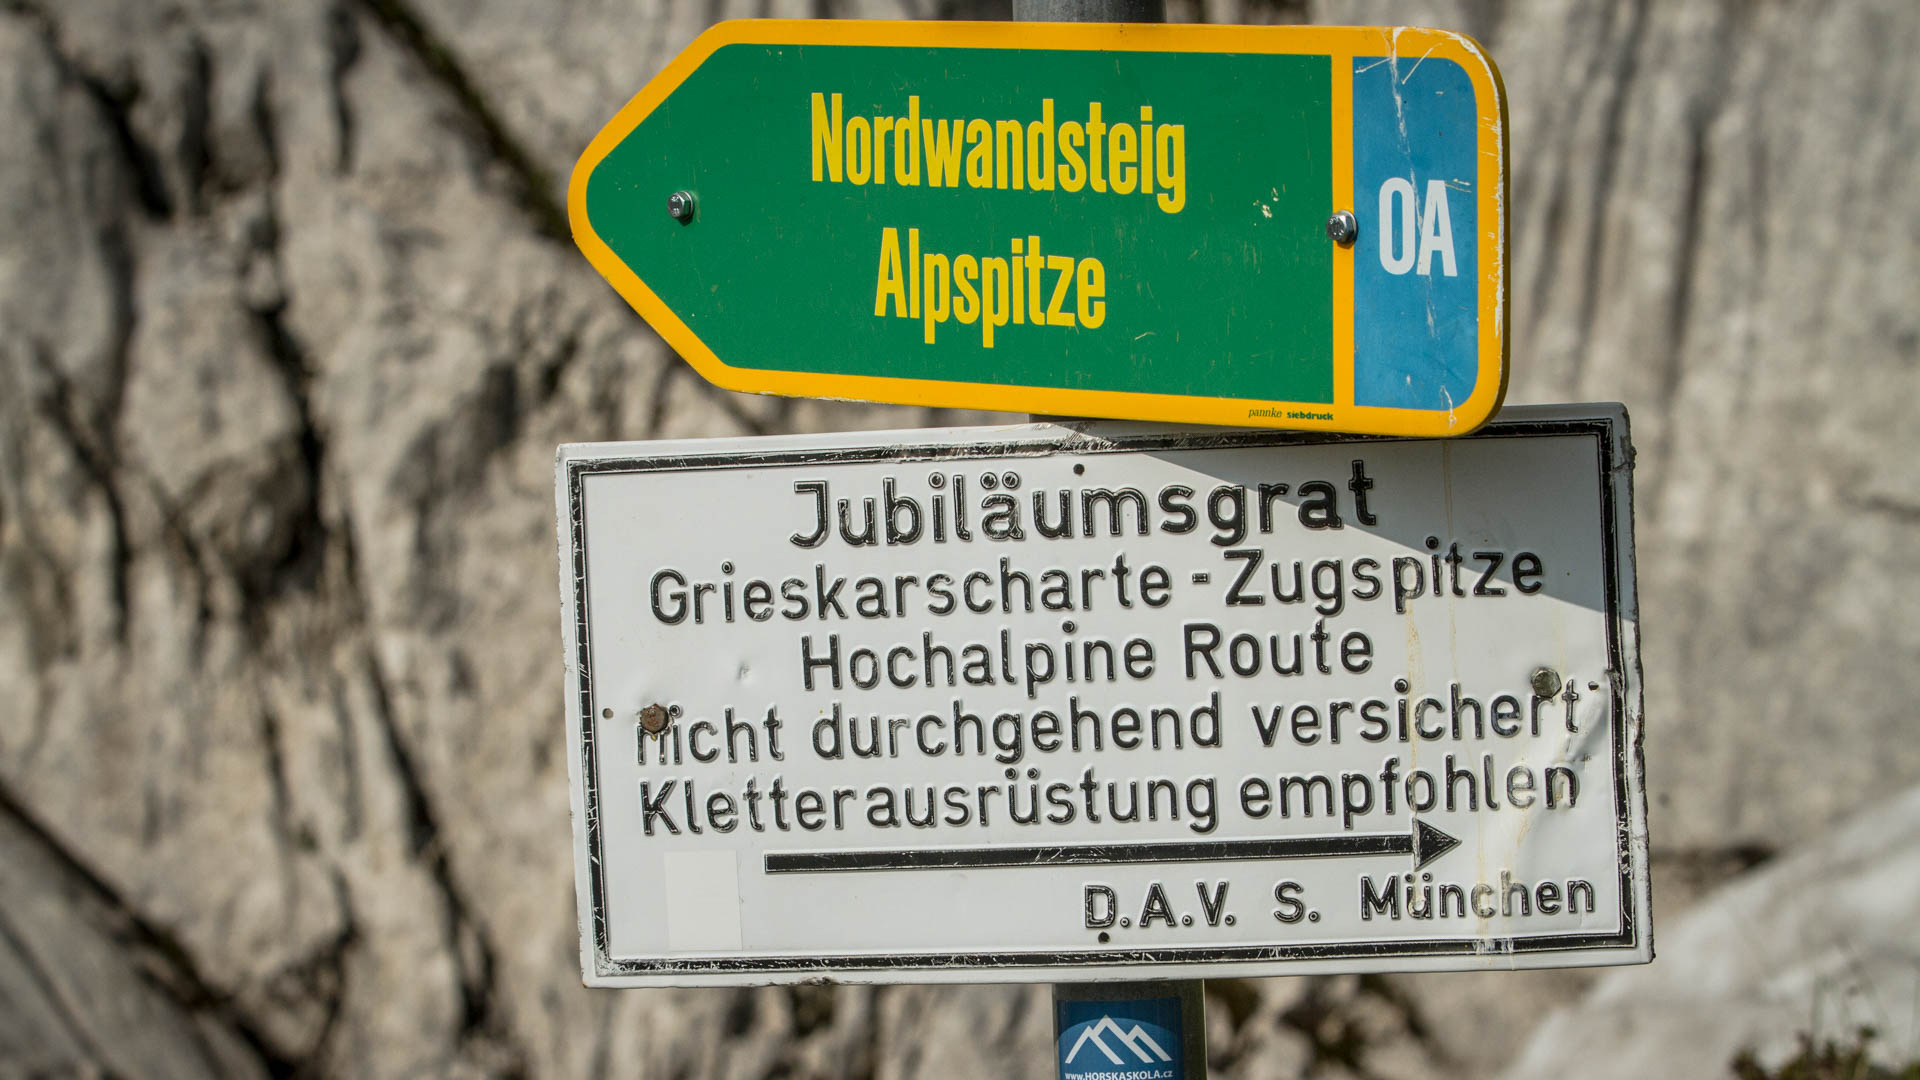 Nordwandsteig
Alpspitze
OA
pannke siebdruck
Jubiläumsgrat
Grieskarscharte - Zugspitze
Hochalpine Route
nicht durchgehend versichert
Kletterausrüstung empfohlen
D.A.V. S. München
www.HORSKASKOLA.cz